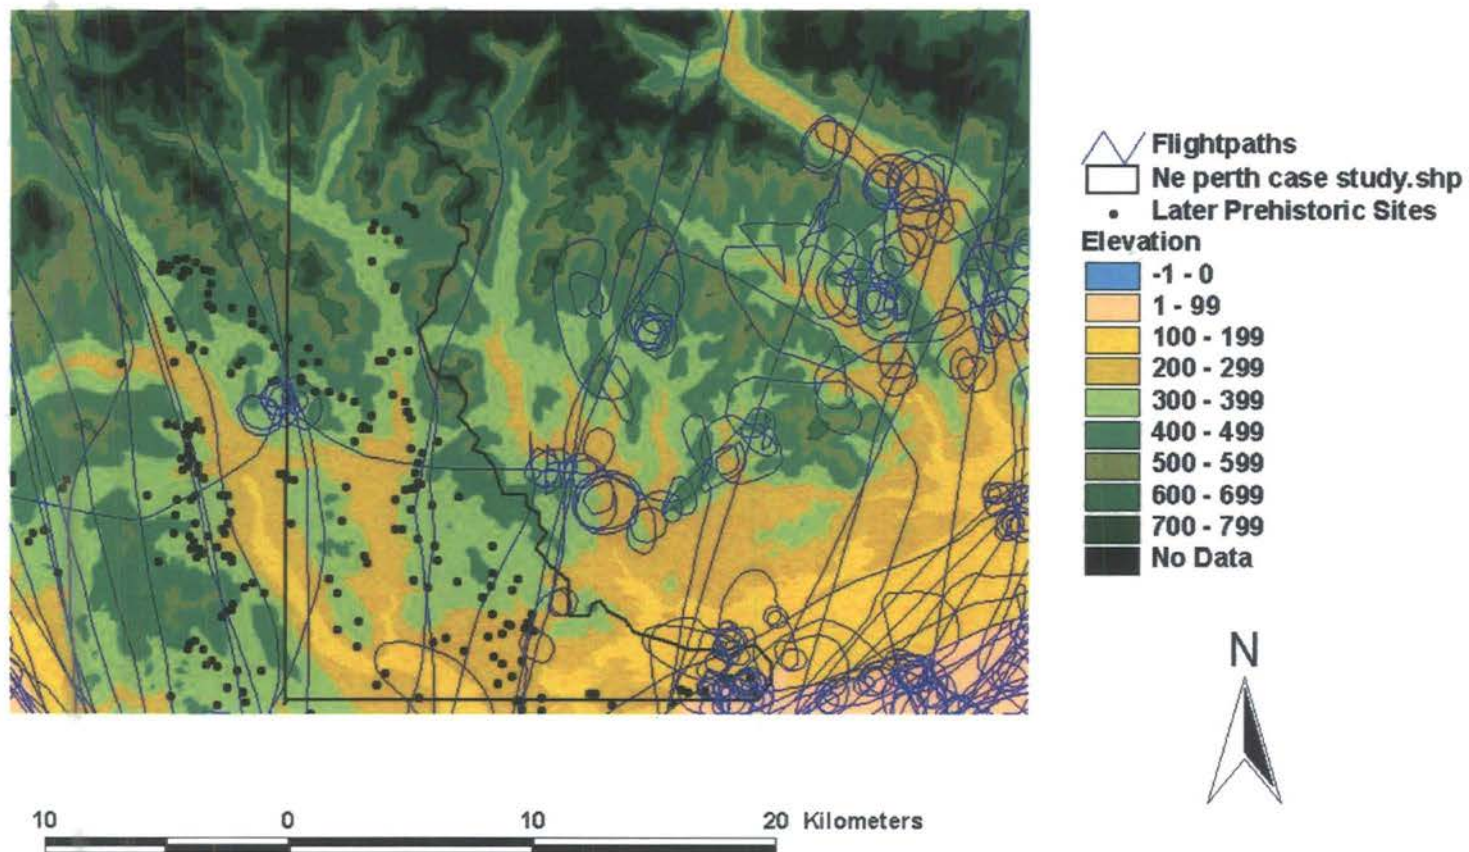 Flightpaths
Ne perth case study.shp
Later Prehistoric Sites
Elevation
-1 - 0
1 - 99
100 - 199
200 - 299
300 - 399
400 - 499
500 - 599
600 - 699
700 - 799
No Data
N
10 0 10 20 Kilometers